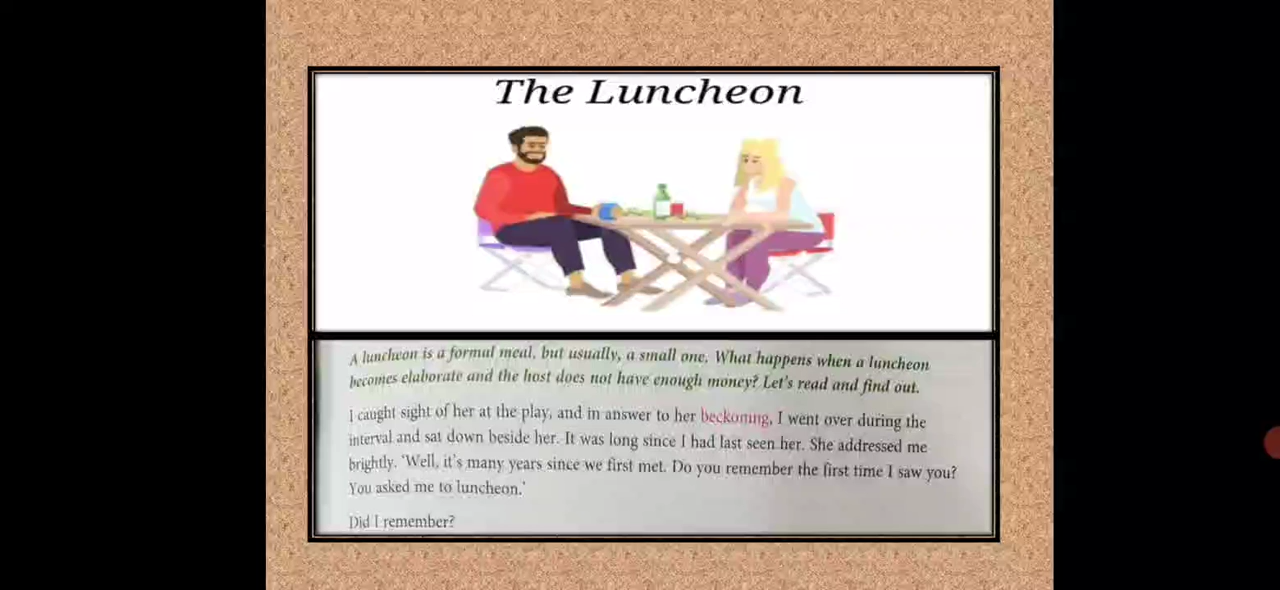 The Luncheon
A luncheon is a formal meal, but usually, a small one. What happens when a luncheon
becomes elaborate and the host does not have enough money? Let's read and find out.
I caught sight of her at the play, and in answer to her beckoning, I went over during the
interval and sat down beside her. It was long since I had last seen her. She addressed me
brightly. 'Well, it's many years since we first met. Do you remember the first time I saw you?
You asked me to luncheon.'
Did I remember?